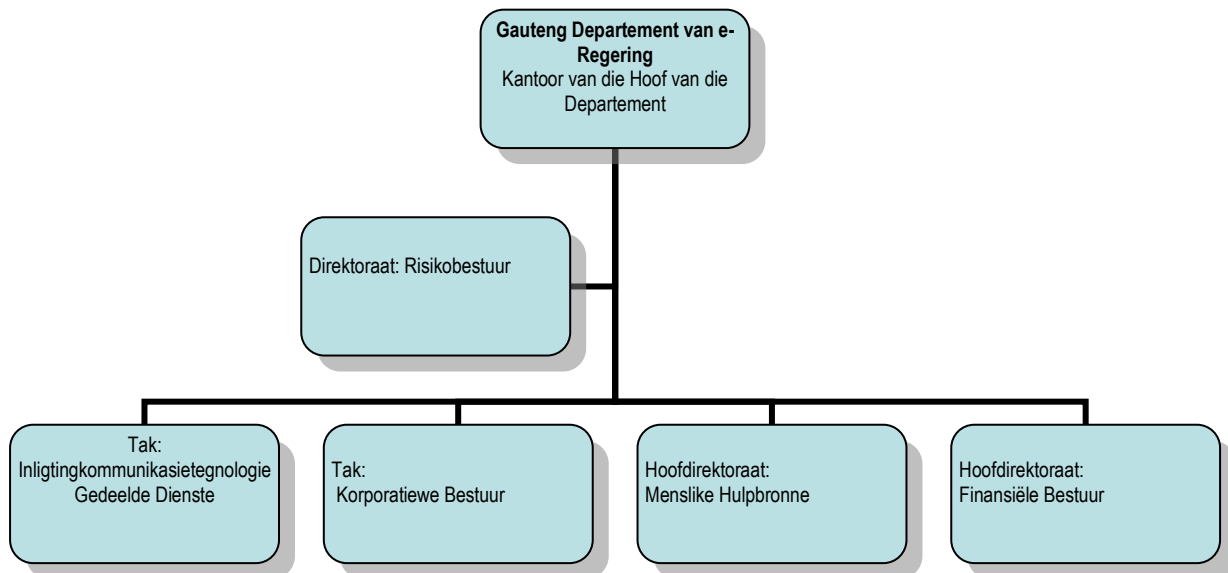 Gauteng Departement van e-
Regering
Kantoor van die Hoof van die
Departement
Direktoraat: Risikobestuur
Tak:
Inligtingkommunikasietegnologie
Gedeelde Dienste
Tak:
Korporatiewe Bestuur
Hoofdirektoraat:
Menslike Hulpbronne
Hoofdirektoraat:
Finansiële Bestuur